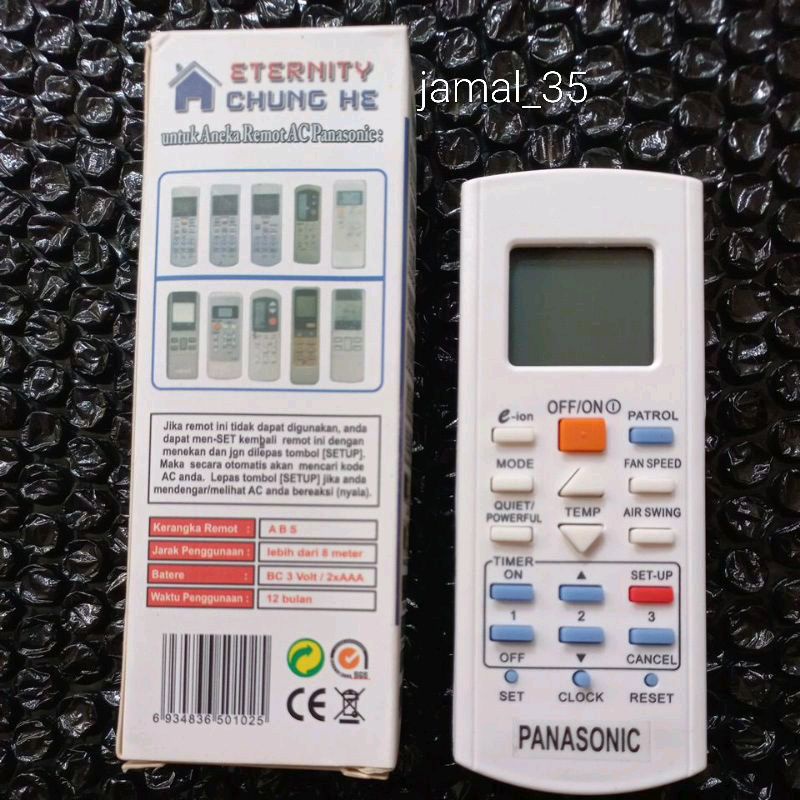 ETERNITY
CHUNG HE
untuk Aneka Remot AC Panasonic :
Jika remot ini tidak dapat digunakan, anda
dapat men-SET kembali remot ini dengan
menekan dan jgn dilepas tombol [SETUP].
Maka secara otomatis akan mencari kode
AC anda. Lepas tombol [SETUP] jika anda
mendengar/melihat AC anda bereaksi (nyala).
Kerangka Remot : A B S
Jarak Penggunaan : lebih dari 8 meter
Batere : BC 3 Volt / 2xAAA
Waktu Penggunaan : 12 bulan
6 934836 501025
SGS
CE
jamal_35
e-ion OFF/ON PATROL
MODE FAN SPEED
QUIET/
POWERFUL TEMP AIR SWING
TIMER
ON ▲ SET-UP
1 2 3
OFF ▼ CANCEL
SET CLOCK RESET
PANASONIC